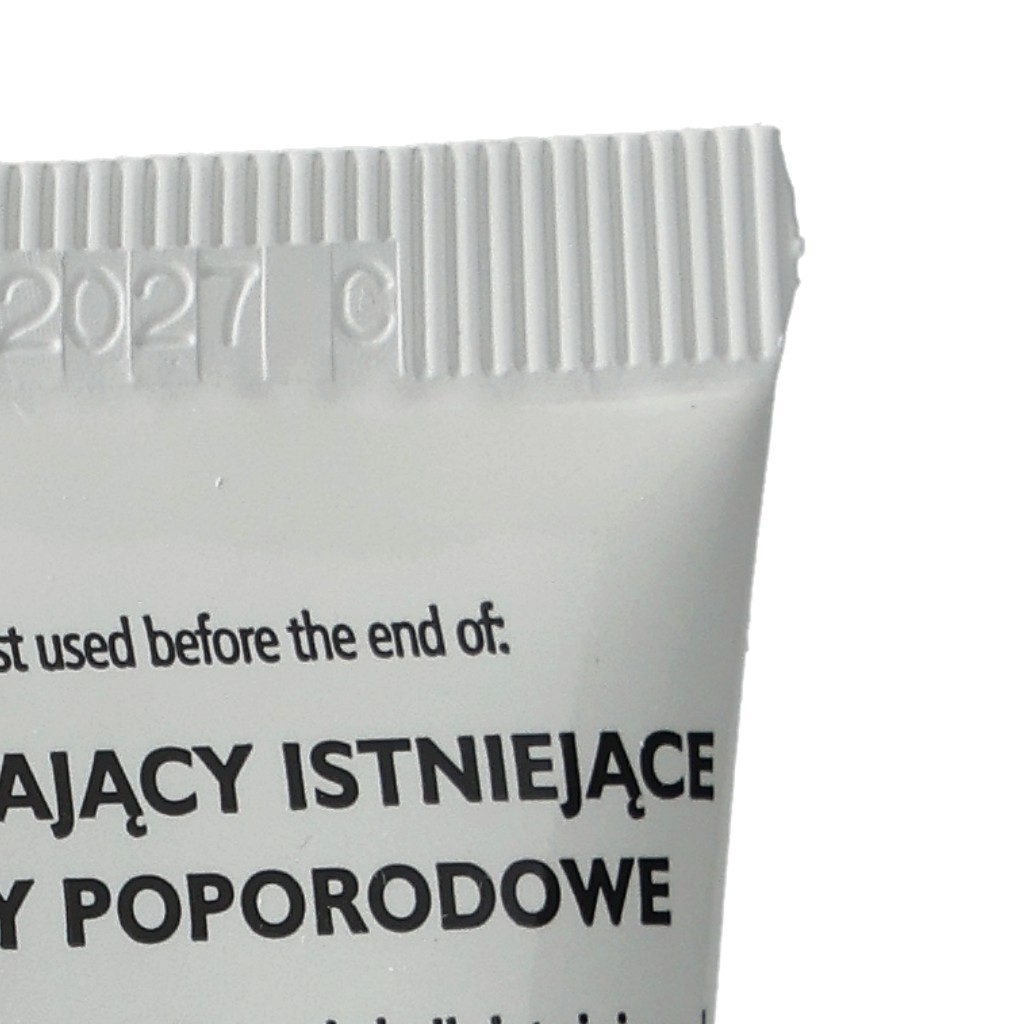 2027 C
st used before the end of:
AJĄCY ISTNIEJĄCE
Y POPORODOWE